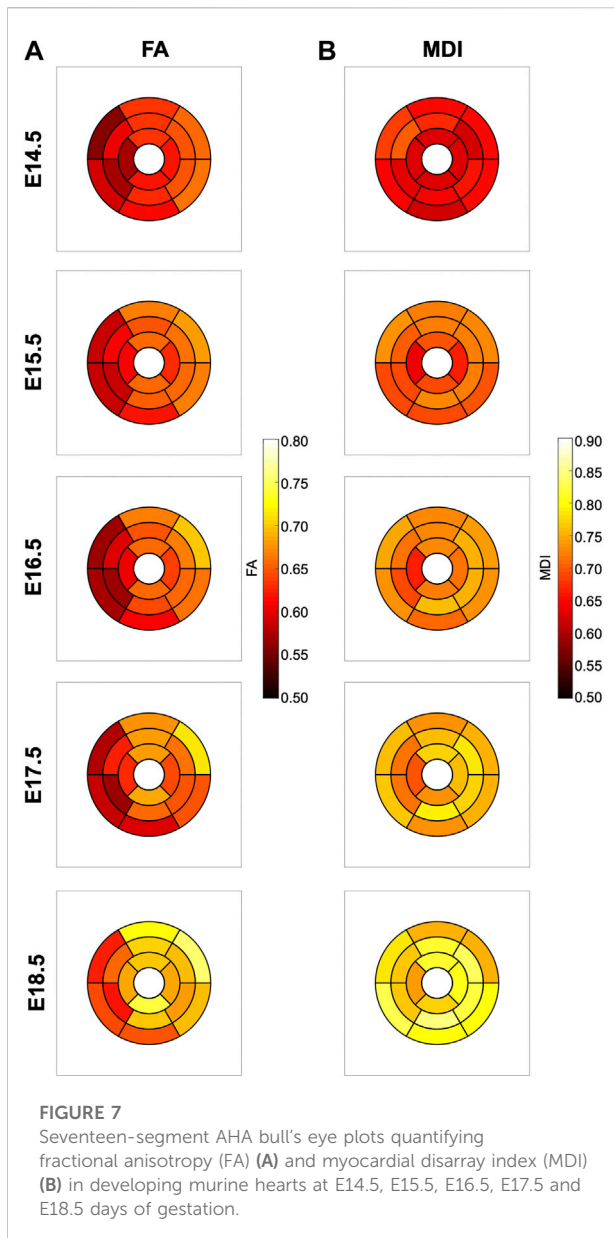 A FA B MDI
E14.5
E15.5
E16.5
E17.5
E18.5
0.80
0.75
0.70
0.65
0.60
0.55
0.50
FA
0.90
0.85
0.80
0.75
0.70
0.65
0.60
0.55
0.50
MDI
FIGURE 7
Seventeen-segment AHA bull's eye plots quantifying
fractional anisotropy (FA) (A) and myocardial disarray index (MDI)
(B) in developing murine hearts at E14.5, E15.5, E16.5, E17.5 and
E18.5 days of gestation.